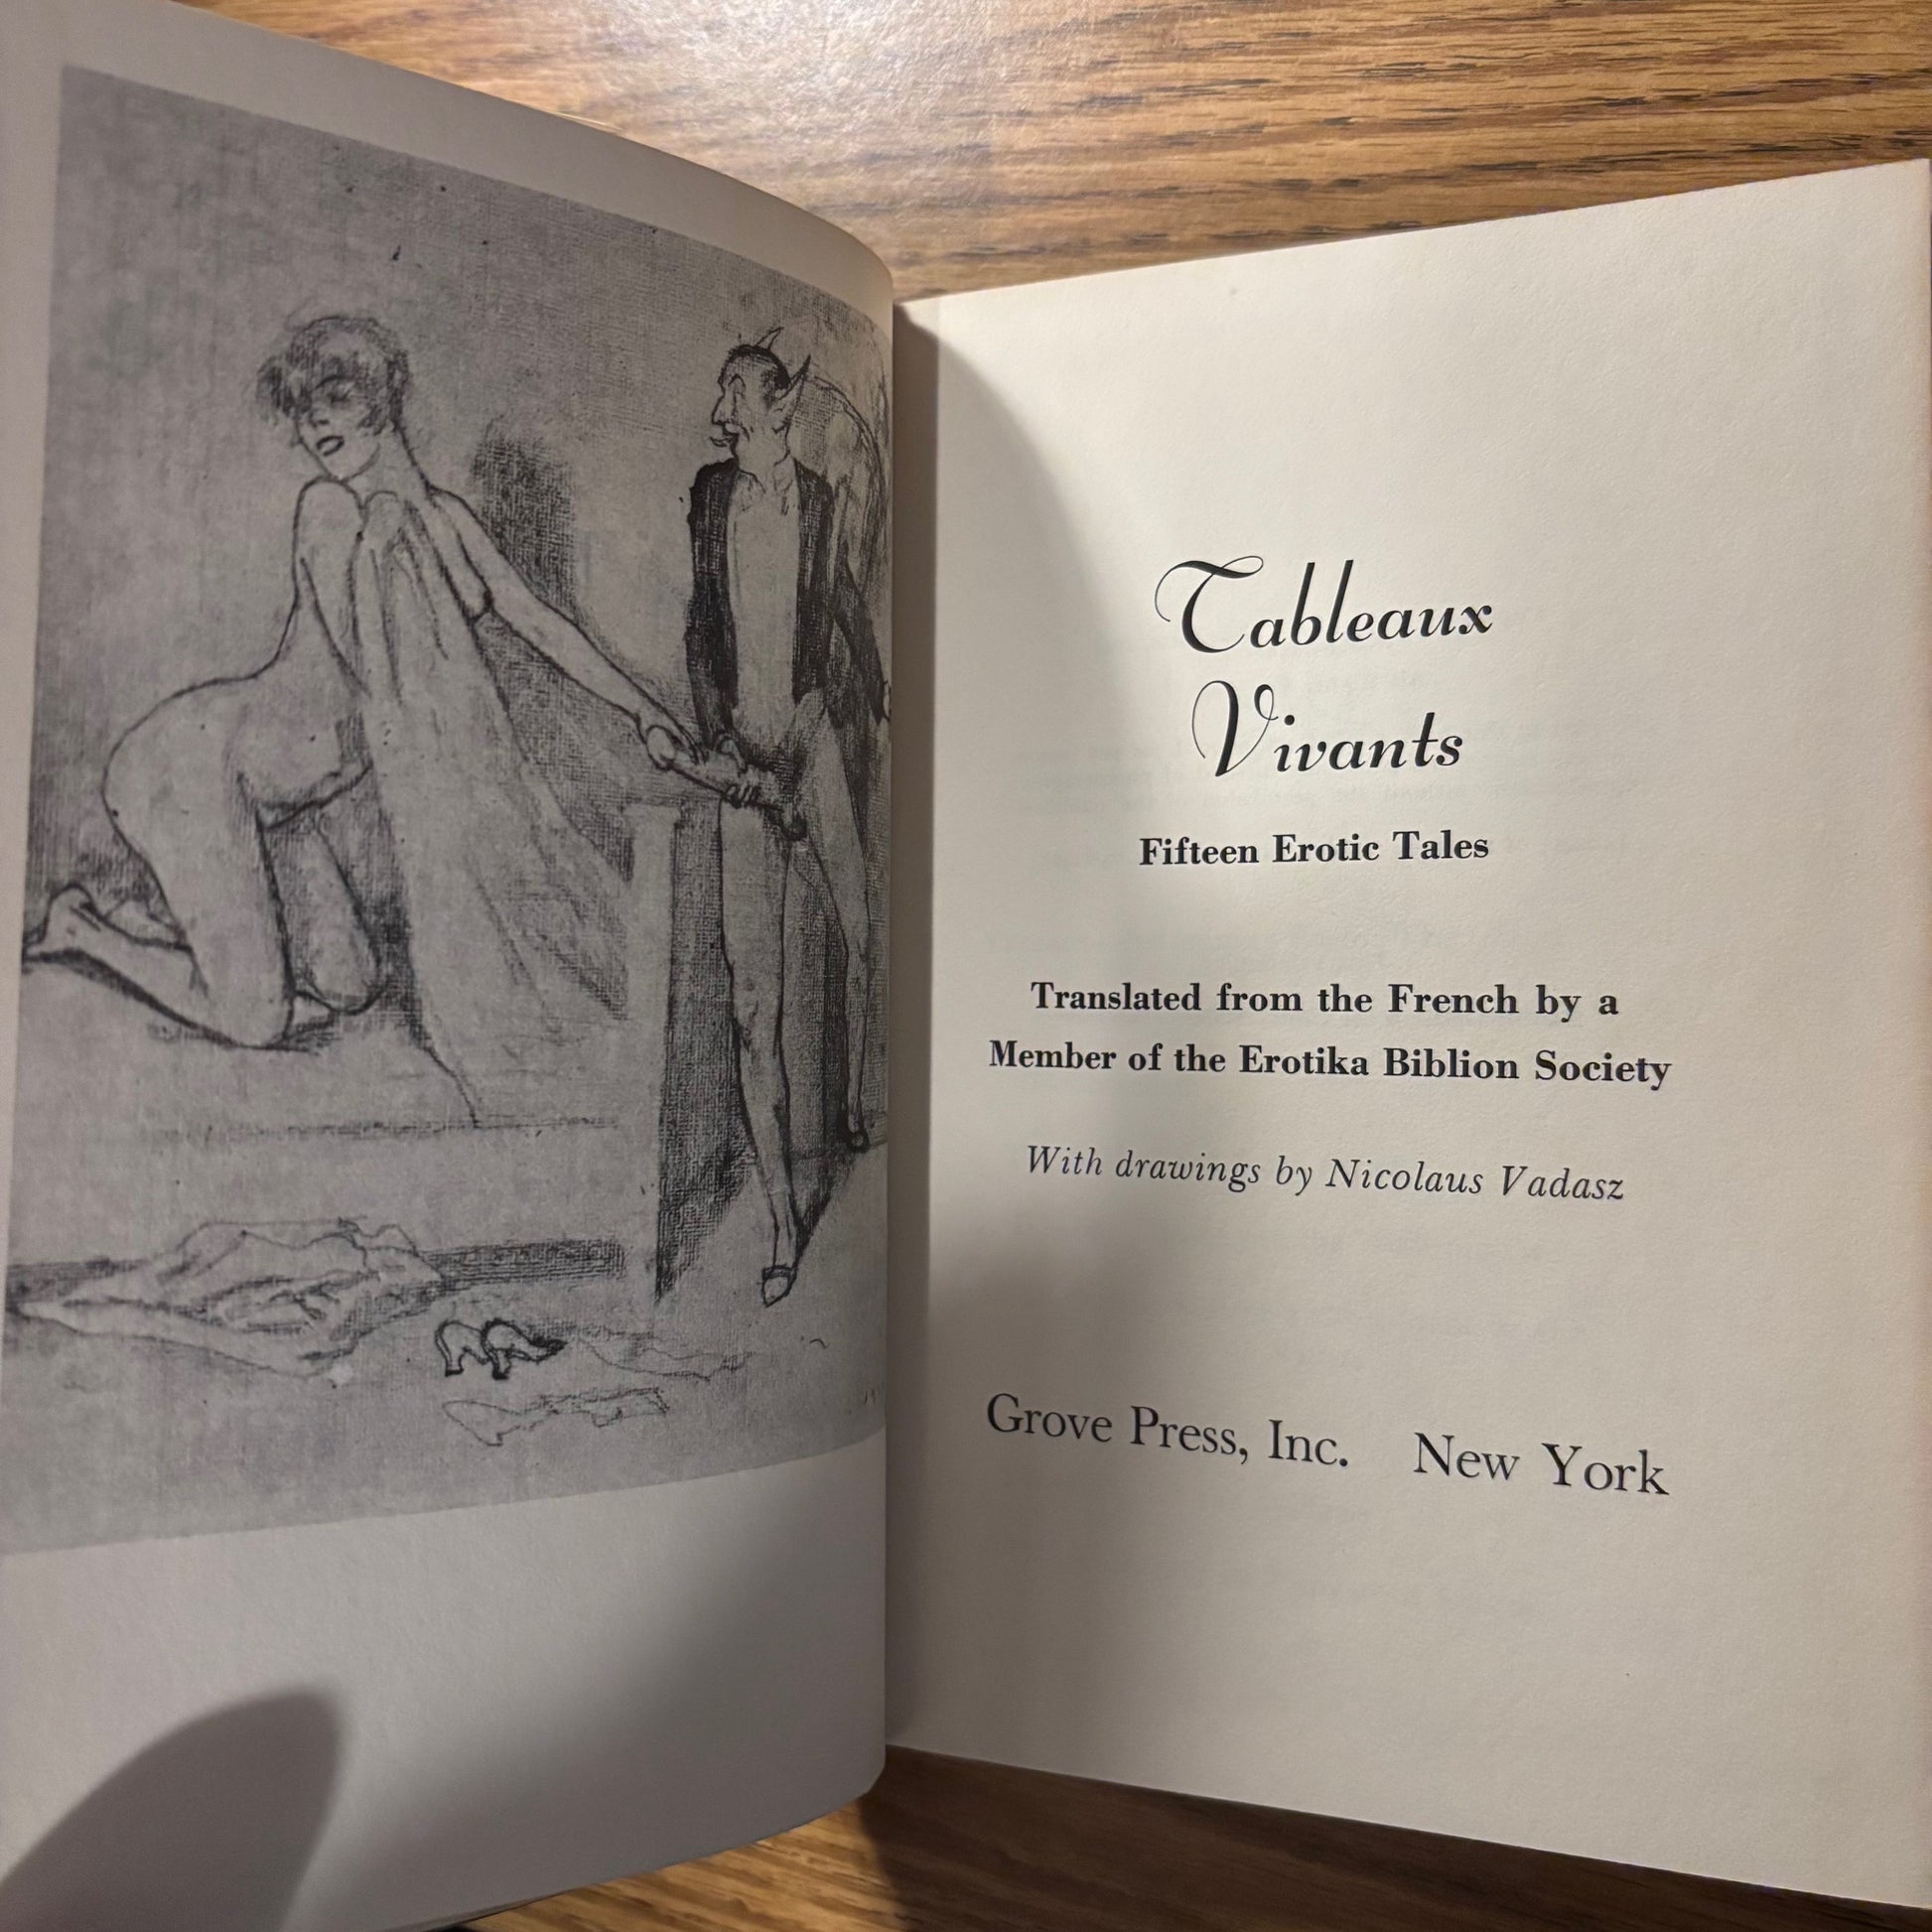 Tableaux
Vivants
Fifteen Erotic Tales
Translated from the French by a
Member of the Erotika Biblion Society
With drawings by Nicolaus Vadasz
Grove Press, Inc. New York